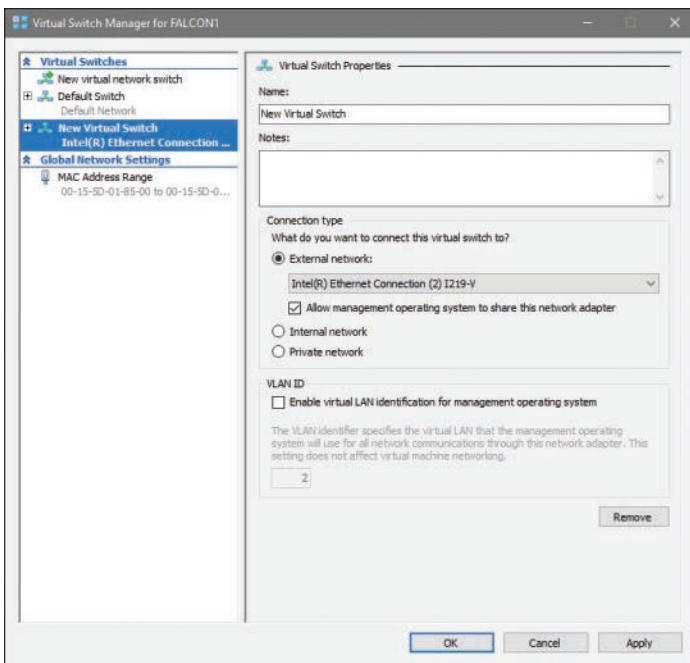 Virtual Switch Manager for FALCON1
Virtual Switches
New virtual network switch
Default Switch
Default Network
New Virtual Switch
Intel(R) Ethernet Connection ...
Global Network Settings
MAC Address Range
00-15-5D-01-85-00 to 00-15-5D-0...
Virtual Switch Properties
Name:
New Virtual Switch
Notes:
Connection type
What do you want to connect this virtual switch to?
External network:
Intel(R) Ethernet Connection (2) I219-V
Allow management operating system to share this network adapter
Internal network
Private network
VLAN ID
Enable virtual LAN identification for management operating system
The VLAN identifier specifies the virtual LAN that the management operating
system will use for all network communications through this network adapter. This
setting does not affect virtual machine networking.
2
Remove
OK
Cancel
Apply